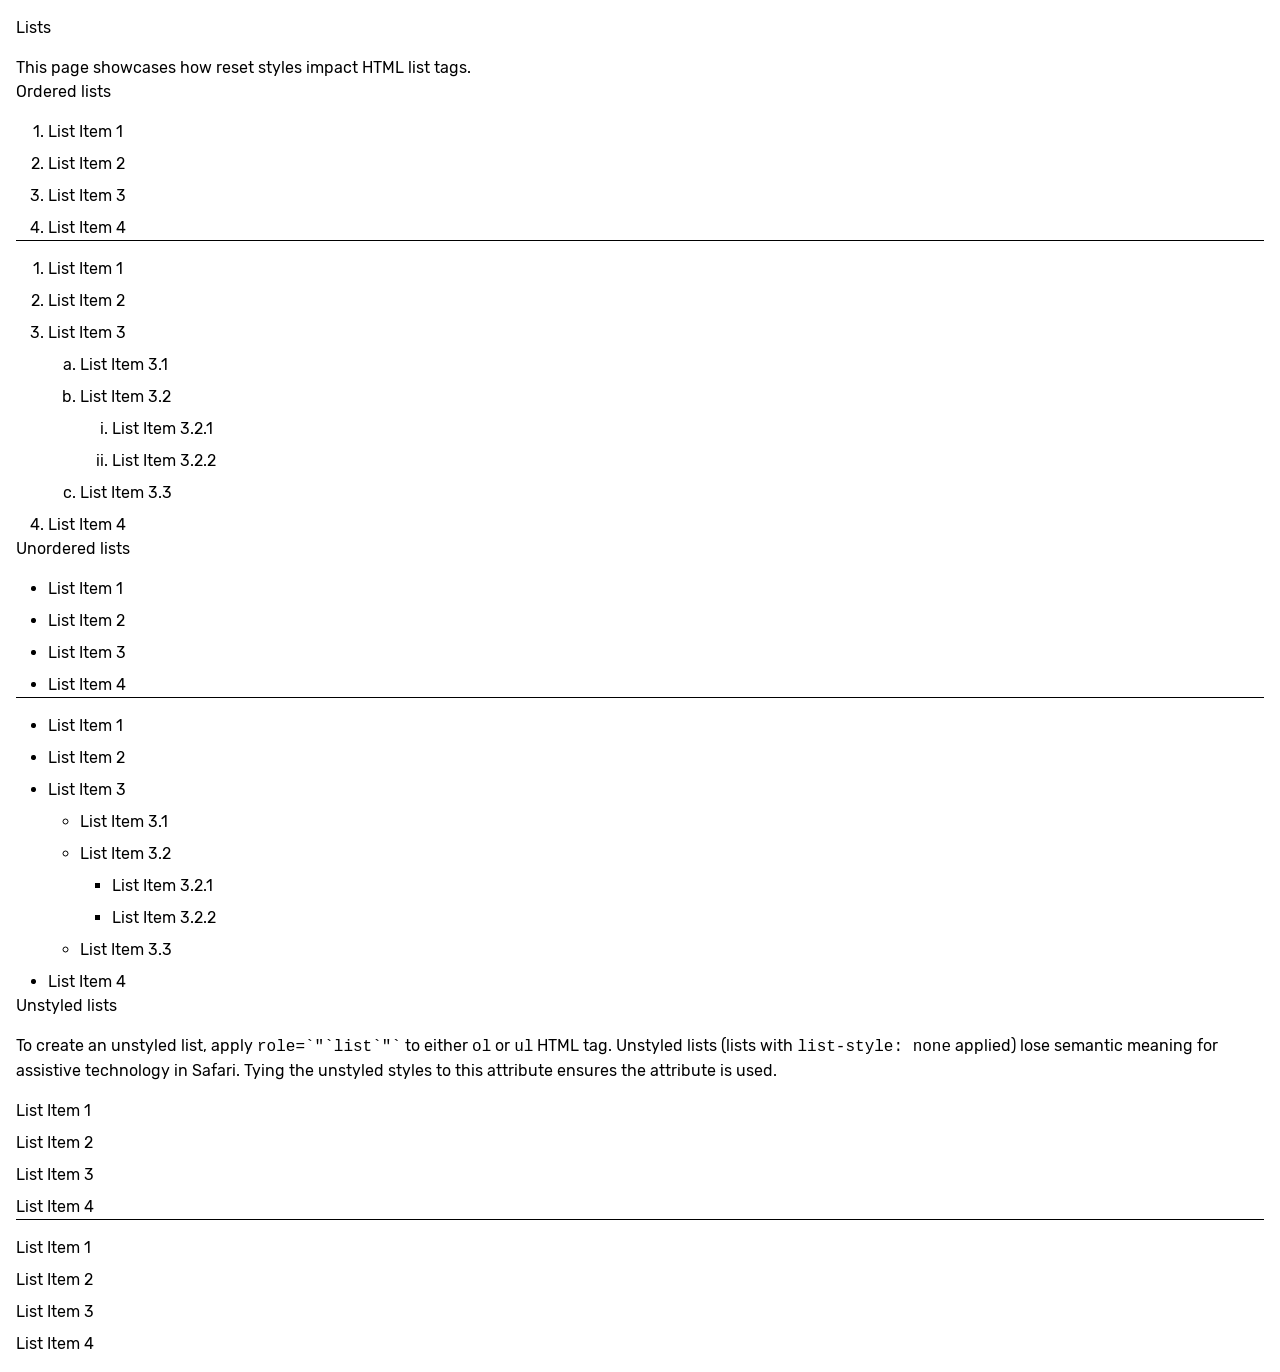 Lists
This page showcases how reset styles impact HTML list tags.
Ordered lists
1. List Item 1
2. List Item 2
3. List Item 3
4. List Item 4
1. List Item 1
2. List Item 2
3. List Item 3
a. List Item 3.1
b. List Item 3.2
i. List Item 3.2.1
ii. List Item 3.2.2
c. List Item 3.3
4. List Item 4
Unordered lists
• List Item 1
• List Item 2
• List Item 3
• List Item 4
• List Item 1
• List Item 2
• List Item 3
◦ List Item 3.1
◦ List Item 3.2
▪ List Item 3.2.1
▪ List Item 3.2.2
◦ List Item 3.3
• List Item 4
Unstyled lists
To create an unstyled list, apply role=`"`list`"` to either ol or ul HTML tag. Unstyled lists (lists with list-style: none applied) lose semantic meaning for
assistive technology in Safari. Tying the unstyled styles to this attribute ensures the attribute is used.
List Item 1
List Item 2
List Item 3
List Item 4
List Item 1
List Item 2
List Item 3
List Item 4